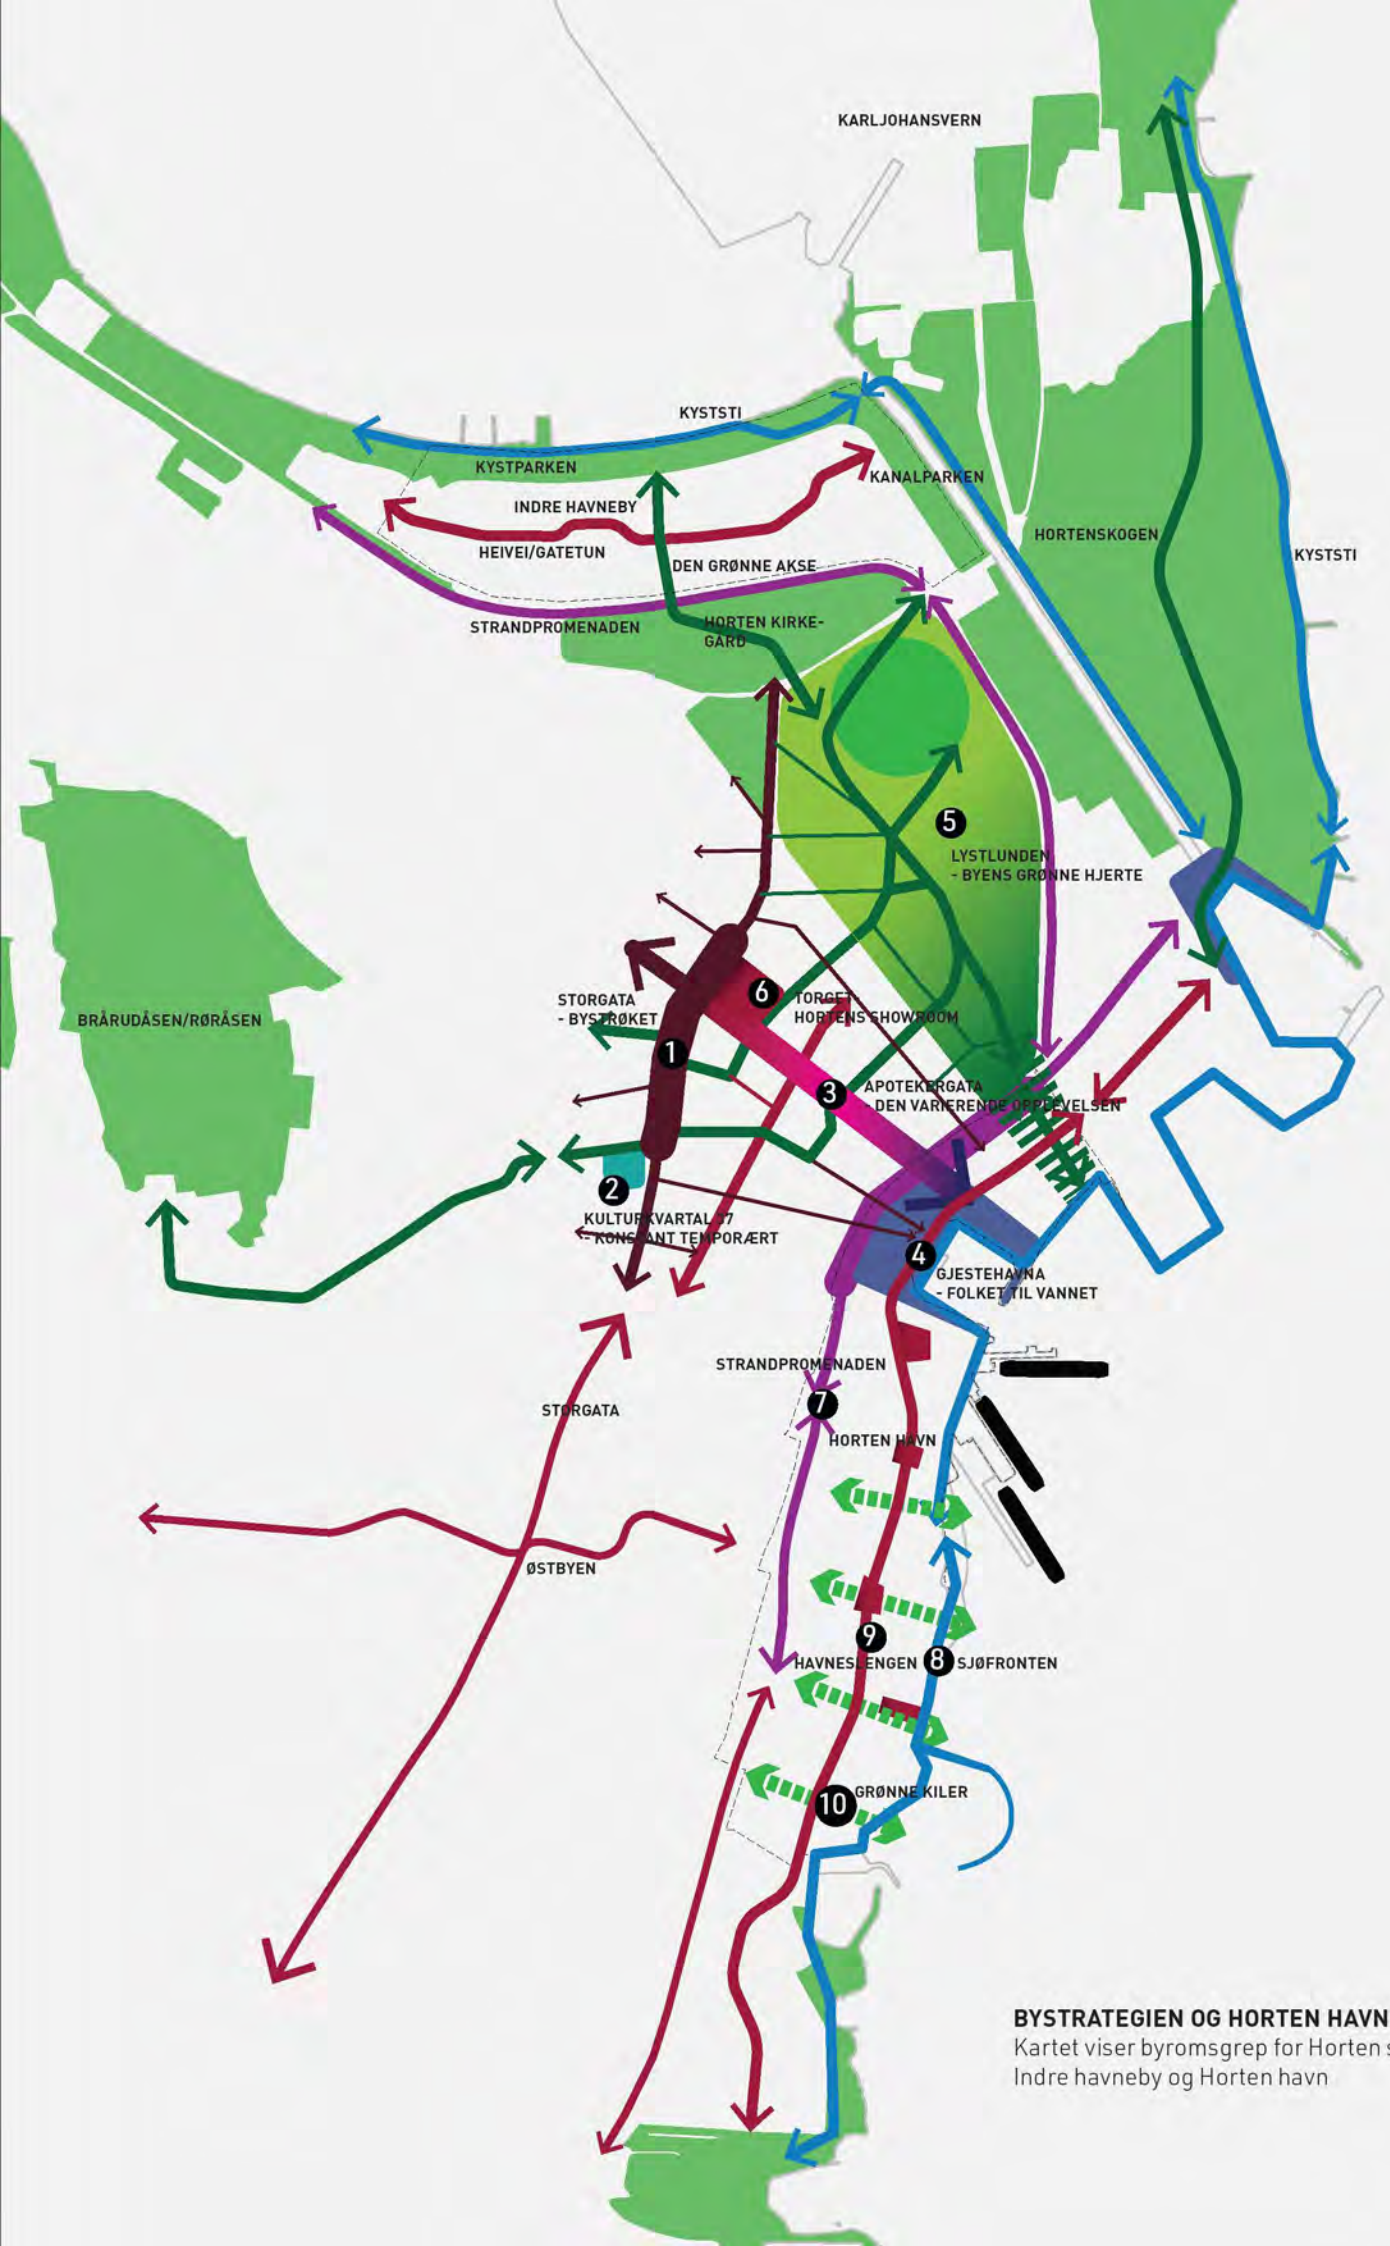 KARLJOHANSVERN
KYSTSTI
KYSTPARKEN
KANALPARKEN
INDRE HAVNEBY
HEIVEI/GATETUN
HORTENSKOGEN
KYSTSTI
DEN GRØNNE AKSE
STRANDPROMENADEN
HORTEN KIRKE-
GARD
5
LYSTLUNDEN
- BYENS GRØNNE HJERTE
BRÅRUDÅSEN/RØRÅSEN
STORGATA
- BYSTRØKET
6
TORGET-
HORTENS SHOWROOM
1
3
APOTEKERGATA
- DEN VARIERENDE OPPLEVELSEN
2
KULTURKVARTAL 37
- KONSTANT TEMPORÆRT
4
GJESTEHAVNA
- FOLKET TIL VANNET
STRANDPROMENADEN
7
STORGATA
HORTEN HAVN
ØSTBYEN
9
HAVNESLENGEN
8
SJØFRONTEN
10
GRØNNE KILER
BYSTRATEGIEN OG HORTEN HAVN
Kartet viser byromsgrep for Horten s
Indre havneby og Horten havn